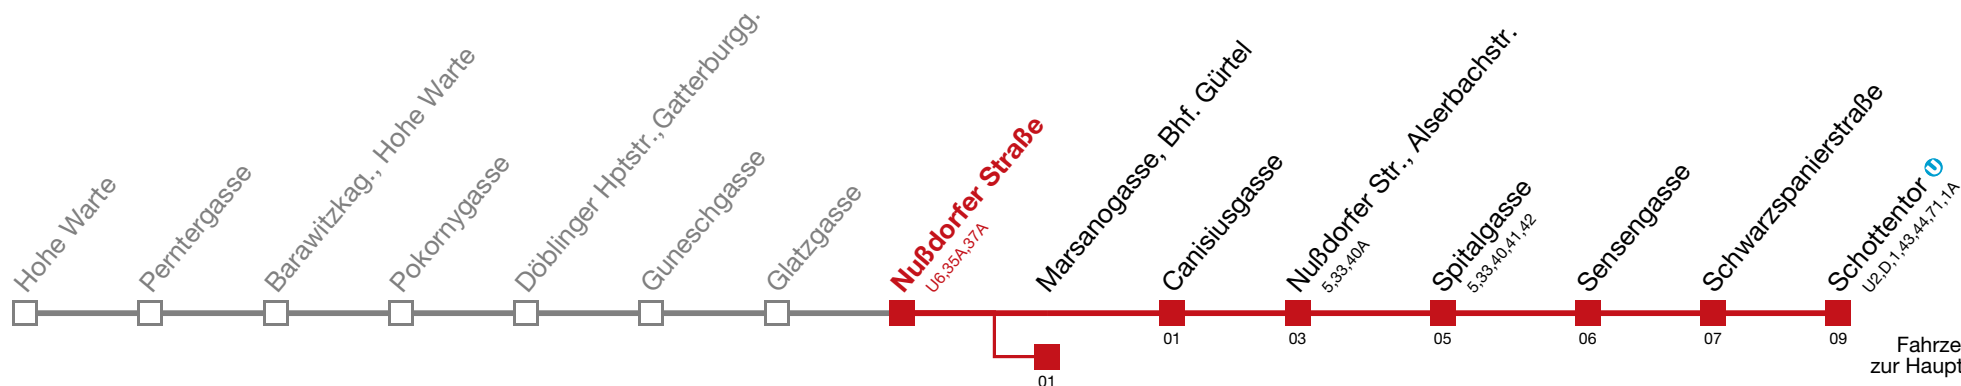 Hohe Warte
Perntergasse
Barawitzkag., Hohe Warte
Pokornygasse
Döblinger Hptstr.,Gatterburgg.
Guneschgasse
Glatzgasse
Nußdorfer Straße
U6,35A,37A
Marsanogasse, Bhf. Gürtel
Canisiusgasse
Nußdorfer Str., Alserbachstr.
5,33,40A
Spitalgasse
5,33,40,41,42
Sensengasse
Schwarzspanierstraße
Schottentor U
U2,D,1,43,44,71,1A
01
03
05
06
07
09
01
Fahrze
zur Haupt